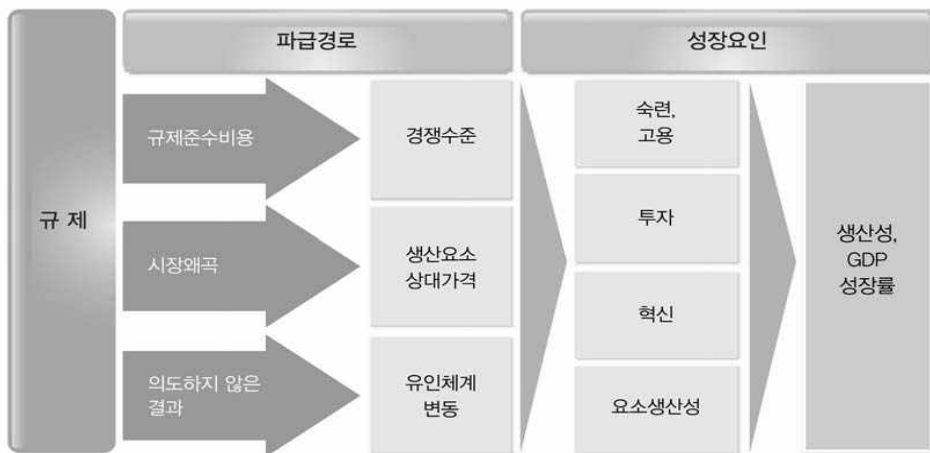 규 제
파급경로
성장요인
규제준수비용
경쟁수준
시장왜곡
생산요소
상대가격
의도하지 않은
결과
유인체계
변동
숙련,
고용
투자
혁신
요소생산성
생산성,
GDP
성장률